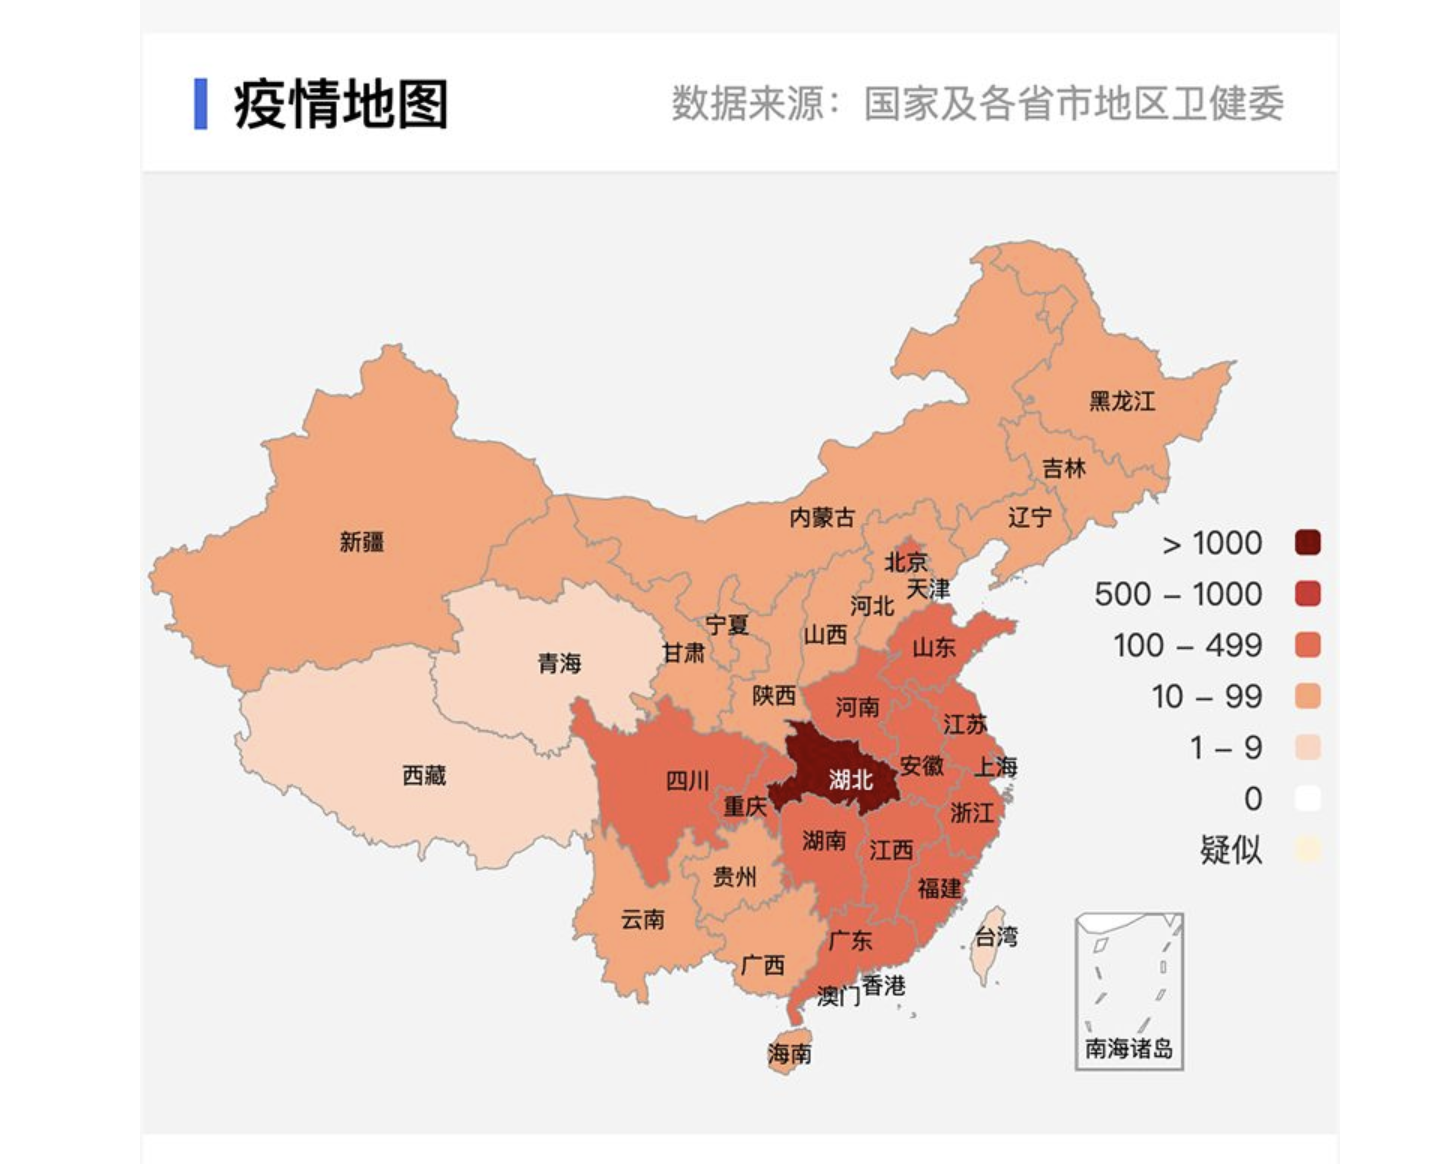 疫情地图
数据来源：国家及各省市地区卫健委
黑龙江
吉林
辽宁
内蒙古
新疆
北京
天津
河北
宁夏
山西
山东
甘肃
青海
陕西
河南
江苏
西藏
四川
重庆
湖北
安徽
上海
浙江
湖南
江西
福建
贵州
云南
广西
广东
台湾
香港
澳门
海南
> 1000
500 – 1000
100 – 499
10 – 99
1 – 9
0
疑似
南海诸岛